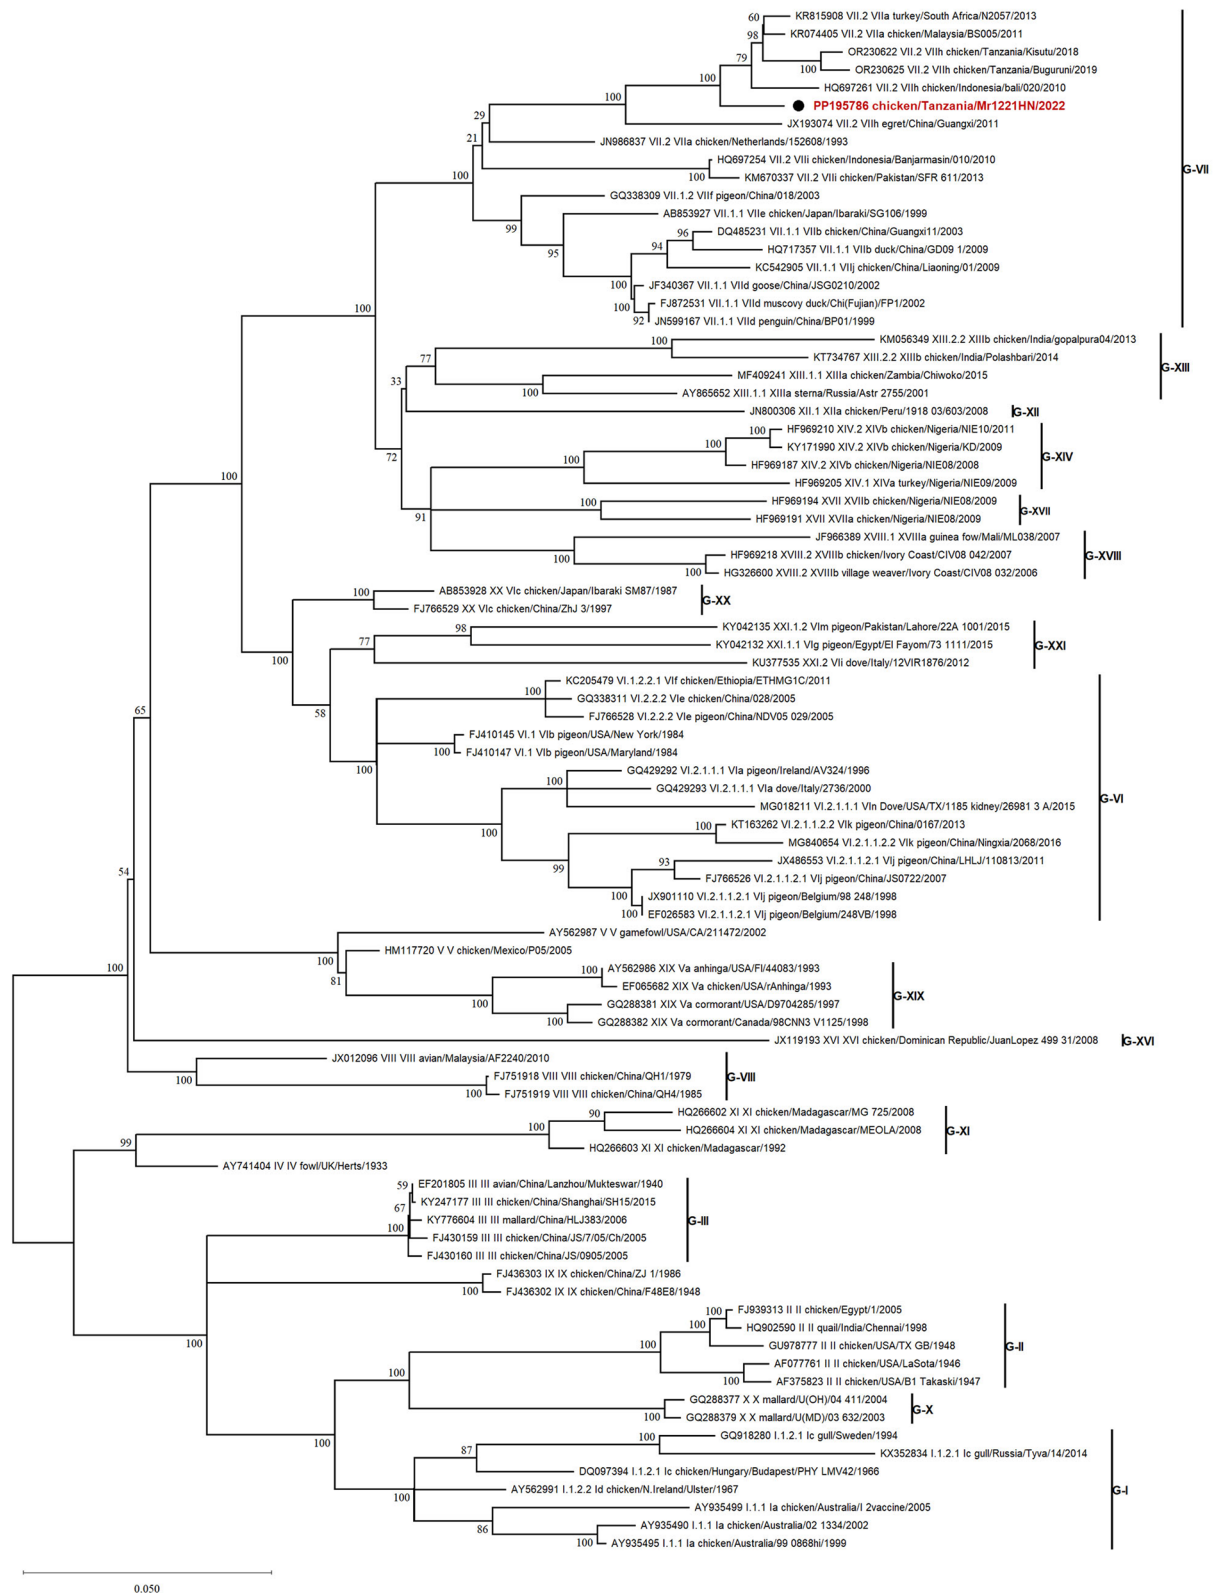 KR815908 VII.2 VIIa turkey/South Africa/N2057/2013
60
KR074405 VII.2 VIIa chicken/Malaysia/BS005/2011
98
OR230622 VII.2 VIIh chicken/Tanzania/Kisutu/2018
79
100
OR230625 VII.2 VIIh chicken/Tanzania/Buguruni/2019
100
HQ697261 VII.2 VIIh chicken/Indonesia/bali/020/2010
100
PP195786 chicken/Tanzania/Mr1221HN/2022
29
JX193074 VII.2 VIIh egret/China/Guangxi/2011
21
JN986837 VII.2 VIIa chicken/Netherlands/152608/1993
HQ697254 VII.2 VIIi chicken/Indonesia/Banjarmasin/010/2010
G-VII
100
100
KM670337 VII.2 VIIi chicken/Pakistan/SFR 611/2013
GQ338309 VII.1.2 VIIf pigeon/China/018/2003
99
AB853927 VII.1.1 VIIe chicken/Japan/Ibaraki/SG106/1999
96
DQ485231 VII.1.1 VIIb chicken/China/Guangxi11/2003
95
94
HQ717357 VII.1.1 VIIb duck/China/GD09 1/2009
KC542905 VII.1.1 VIIj chicken/China/Liaoning/01/2009
100
JF340367 VII.1.1 VIId goose/China/JSG0210/2002
100
100
FJ872531 VII.1.1 VIId muscovy duck/Chi(Fujian)/FP1/2002
92
JN599167 VII.1.1 VIId penguin/China/BP01/1999
100
KM056349 XIII.2.2 XIIIb chicken/India/gopalpura04/2013
77
KT734767 XIII.2.2 XIIIb chicken/India/Polashbari/2014
G-XIII
33
MF409241 XIII.1.1 XIIIa chicken/Zambia/Chiwoko/2015
100
AY865652 XIII.1.1 XIIIa sterna/Russia/Astr 2755/2001
JN800306 XII.1 XIIa chicken/Peru/1918 03/603/2008
G-XII
100
HF969210 XIV.2 XIVb chicken/Nigeria/NIE10/2011
72
100
KY171990 XIV.2 XIVb chicken/Nigeria/KD/2009
G-XIV
100
HF969187 XIV.2 XIVb chicken/Nigeria/NIE08/2008
100
HF969205 XIV.1 XIVa turkey/Nigeria/NIE09/2009
100
HF969194 XVII XVIIb chicken/Nigeria/NIE08/2009
G-XVII
91
HF969191 XVII XVIIa chicken/Nigeria/NIE08/2009
JF966389 XVIII.1 XVIIIa guinea fow/Mali/ML038/2007
100
HF969218 XVIII.2 XVIIIb chicken/Ivory Coast/CIV08 042/2007
G-XVIII
100
HG326600 XVIII.2 XVIIIb village weaver/Ivory Coast/CIV08 032/2006
100
AB853928 XX VIc chicken/Japan/Ibaraki SM87/1987
G-XX
FJ766529 XX VIc chicken/China/ZhJ 3/1997
98
KY042135 XXI.1.2 VIm pigeon/Pakistan/Lahore/22A 1001/2015
77
KY042132 XXI.1.1 VIg pigeon/Egypt/El Fayom/73 1111/2015
G-XXI
100
KU377535 XXI.2 VIi dove/Italy/12VIR1876/2012
KC205479 VI.1.2.2.1 VIf chicken/Ethiopia/ETHMG1C/2011
100
GQ338311 VI.2.2.2 VIe chicken/China/028/2005
58
FJ766528 VI.2.2.2 VIe pigeon/China/NDV05 029/2005
65
FJ410145 VI.1 VIb pigeon/USA/New York/1984
100
FJ410147 VI.1 VIb pigeon/USA/Maryland/1984
100
GQ429292 VI.2.1.1.1 VIa pigeon/Ireland/AV324/1996
100
GQ429293 VI.2.1.1.1 VIa dove/Italy/2736/2000
G-VI
MG018211 VI.2.1.1.1 VIn Dove/USA/TX/1185 kidney/26981 3 A/2015
100
100
KT163262 VI.2.1.1.2.2 VIk pigeon/China/0167/2013
MG840654 VI.2.1.1.2.2 VIk pigeon/China/Ningxia/2068/2016
93
JX486553 VI.2.1.1.2.1 VIj pigeon/China/LHLJ/110813/2011
99
54
FJ766526 VI.2.1.1.2.1 VIj pigeon/China/JS0722/2007
100
JX901110 VI.2.1.1.2.1 VIj pigeon/Belgium/98 248/1998
100
EF026583 VI.2.1.1.2.1 VIj pigeon/Belgium/248VB/1998
AY562987 V V gamefowl/USA/CA/211472/2002
HM117720 V V chicken/Mexico/P05/2005
100
100
100
AY562986 XIX Va anhinga/USA/Fl/44083/1993
81
EF065682 XIX Va chicken/USA/rAnhinga/1993
G-XIX
100
GQ288381 XIX Va cormorant/USA/D9704285/1997
100
GQ288382 XIX Va cormorant/Canada/98CNN3 V1125/1998
JX119193 XVI XVI chicken/Dominican Republic/JuanLopez 499 31/2008
G-XVI
JX012096 VIII VIII avian/Malaysia/AF2240/2010
100
FJ751918 VIII VIII chicken/China/QH1/1979
G-VIII
100
FJ751919 VIII VIII chicken/China/QH4/1985
90
HQ266602 XI XI chicken/Madagascar/MG 725/2008
100
HQ266604 XI XI chicken/Madagascar/MEOLA/2008
G-XI
99
HQ266603 XI XI chicken/Madagascar/1992
AY741404 IV IV fowl/UK/Herts/1933
59
EF201805 III III avian/China/Lanzhou/Mukteswar/1940
67
KY247177 III III chicken/China/Shanghai/SH15/2015
KY776604 III III mallard/China/HLJ383/2006
G-III
100
FJ430159 III III chicken/China/JS/7/05/Ch/2005
FJ430160 III III chicken/China/JS/0905/2005
FJ436303 IX IX chicken/China/ZJ 1/1986
100
FJ436302 IX IX chicken/China/F48E8/1948
100
FJ939313 II II chicken/Egypt/1/2005
100
HQ902590 II II quail/India/Chennai/1998
100
100
GU978777 II II chicken/USA/TX GB/1948
G-II
AF077761 II II chicken/USA/LaSota/1946
100
100
AF375823 II II chicken/USA/B1 Takaski/1947
GQ288377 X X mallard/U(OH)/04 411/2004
G-X
100
GQ288379 X X mallard/U(MD)/03 632/2003
100
100
GQ918280 I.1.2.1 Ic gull/Sweden/1994
87
KX352834 I.1.2.1 Ic gull/Russia/Tyva/14/2014
DQ097394 I.1.2.1 Ic chicken/Hungary/Budapest/PHY LMV42/1966
AY562991 I.1.2.2 Id chicken/N.Ireland/Ulster/1967
G-I
100
AY935499 I.1.1 Ia chicken/Australia/I 2vaccine/2005
86
AY935490 I.1.1 Ia chicken/Australia/02 1334/2002
100
AY935495 I.1.1 Ia chicken/Australia/99 0868hi/1999
0.050